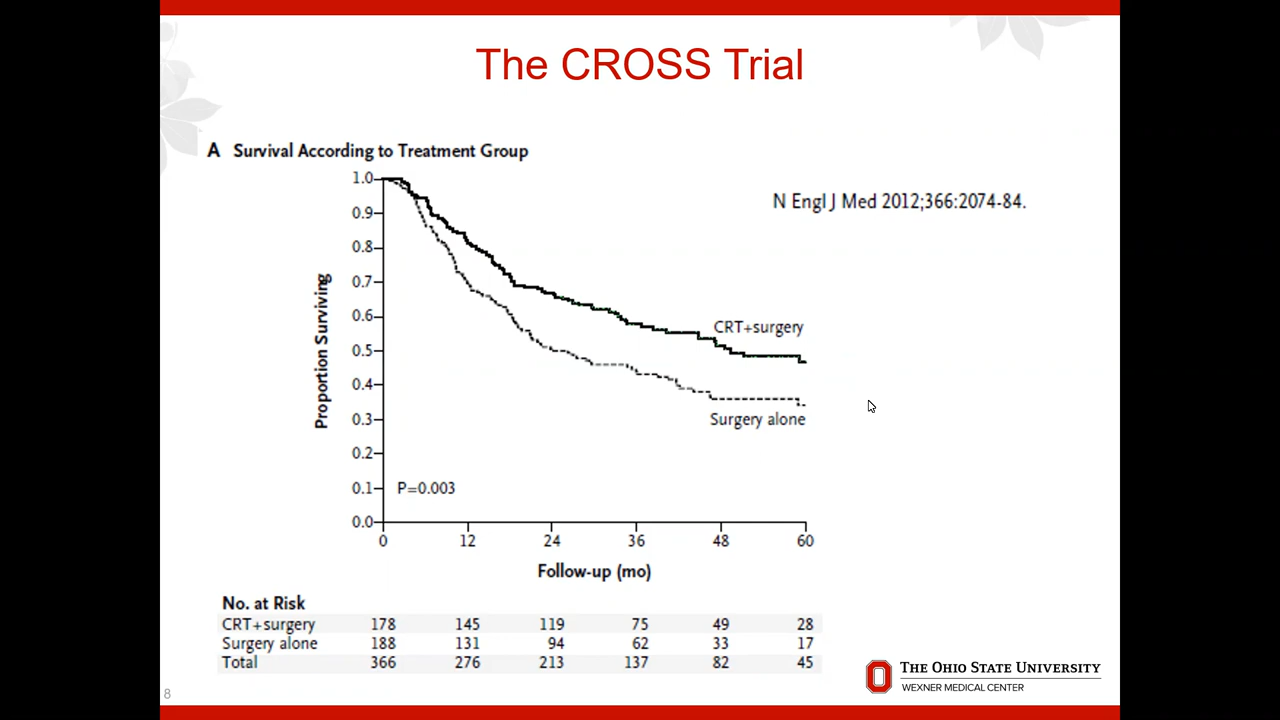 The CROSS Trial
A Survival According to Treatment Group
N Engl J Med 2012;366:2074-84.
Proportion Surviving
1.0
0.9
0.8
0.7
0.6
0.5
0.4
0.3
0.2
0.1
0.0
CRT+surgery
Surgery alone
P=0.003
0 12 24 36 48 60
Follow-up (mo)
No. at Risk
CRT+surgery 178 145 119 75 49 28
Surgery alone 188 131 94 62 33 17
Total 366 276 213 137 82 45
THE OHIO STATE UNIVERSITY
WEXNER MEDICAL CENTER
8